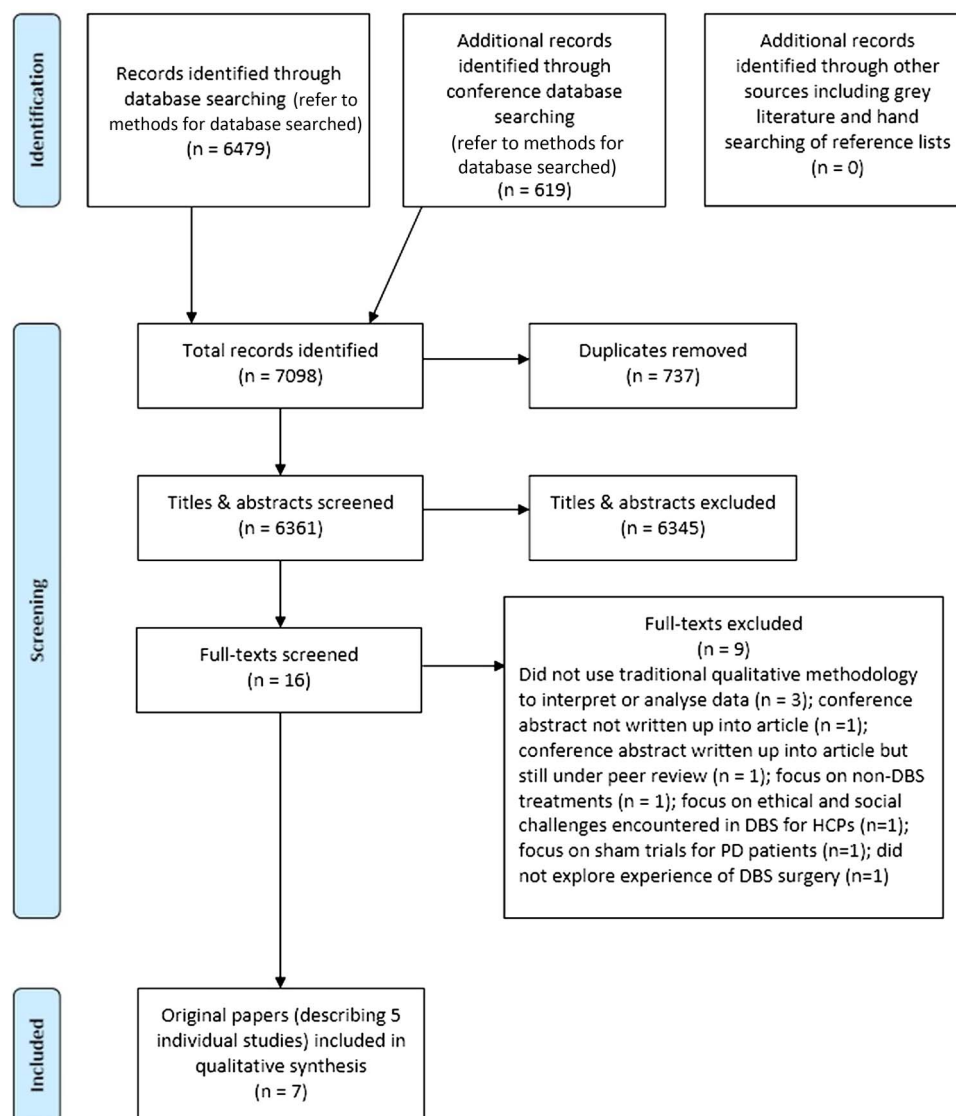 Identification
Records identified through
database searching (refer to
methods for database searched)
(n = 6479)
Additional records
identified through
conference database
searching
(refer to methods for
database searched)
(n = 619)
Additional records
identified through other
sources including grey
literature and hand
searching of reference lists
(n = 0)
Screening
Total records identified
(n = 7098)
Duplicates removed
(n = 737)
Titles & abstracts screened
(n = 6361)
Titles & abstracts excluded
(n = 6345)
Full-texts screened
(n = 16)
Full-texts excluded
(n = 9)
Did not use traditional qualitative methodology
to interpret or analyse data (n = 3); conference
abstract not written up into article (n =1);
conference abstract written up into article but
still under peer review (n = 1); focus on non-DBS
treatments (n = 1); focus on ethical and social
challenges encountered in DBS for HCPs (n=1);
focus on sham trials for PD patients (n=1); did
not explore experience of DBS surgery (n=1)
Included
Original papers (describing 5
individual studies) included in
qualitative synthesis
(n = 7)